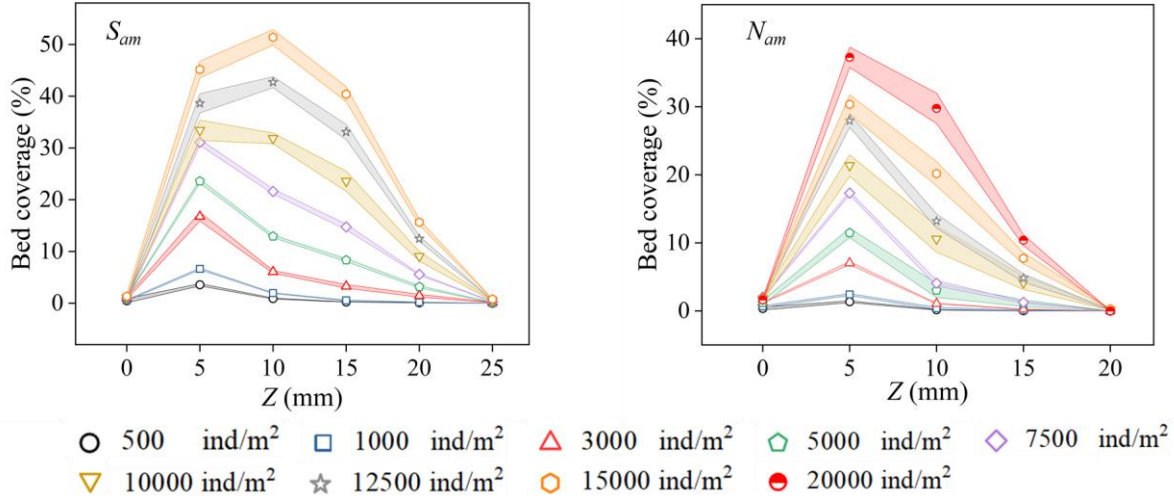 S_am
Bed coverage (%)
50
40
30
20
10
0
0 5 10 15 20 25
Z (mm)
N_am
Bed coverage (%)
40
30
20
10
0
0 5 10 15 20
Z (mm)
500 ind/m² 1000 ind/m² 3000 ind/m² 5000 ind/m² 7500 ind/m²
10000 ind/m² 12500 ind/m² 15000 ind/m² 20000 ind/m²